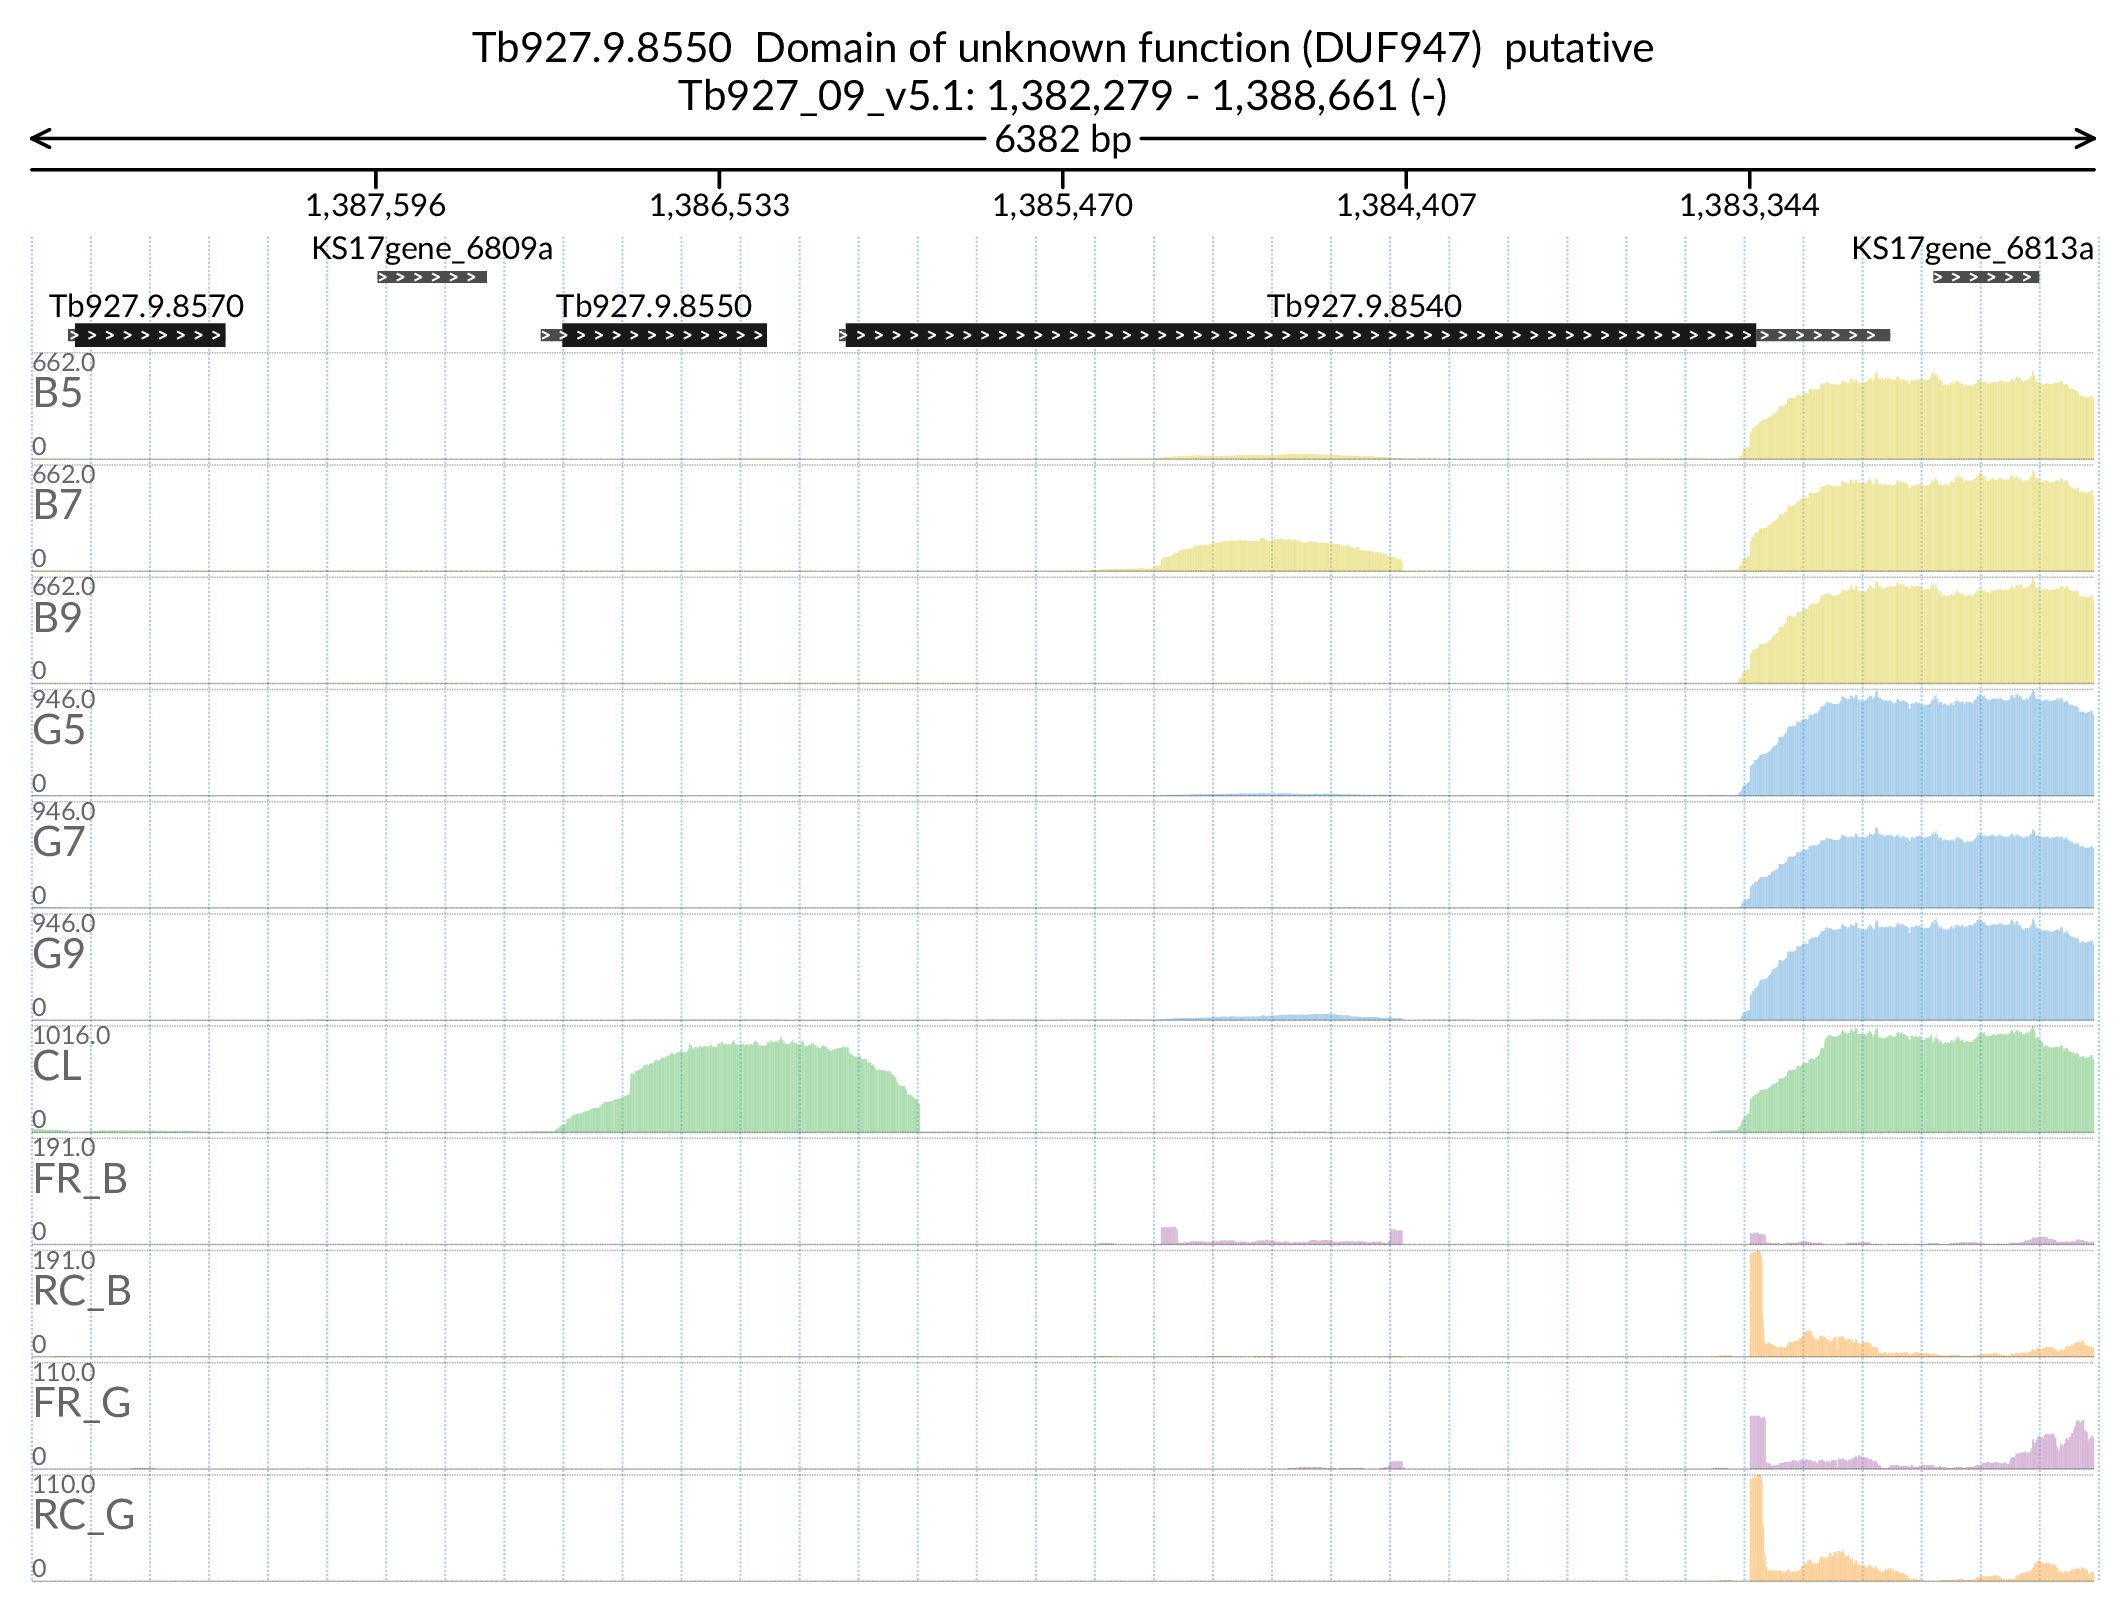 Tb927.9.8550 Domain of unknown function (DUF947) putative
Tb927_09_v5.1: 1,382,279 - 1,388,661 (-)
6382 bp
1,387,596 1,386,533 1,385,470 1,384,407 1,383,344
KS17gene_6809a KS17gene_6813a
Tb927.9.8570 Tb927.9.8550 Tb927.9.8540
662.0
B5
0
662.0
B7
0
662.0
B9
0
946.0
G5
0
946.0
G7
0
946.0
G9
0
1016.0
CL
0
191.0
FR_B
0
191.0
RC_B
0
110.0
FR_G
0
110.0
RC_G
0